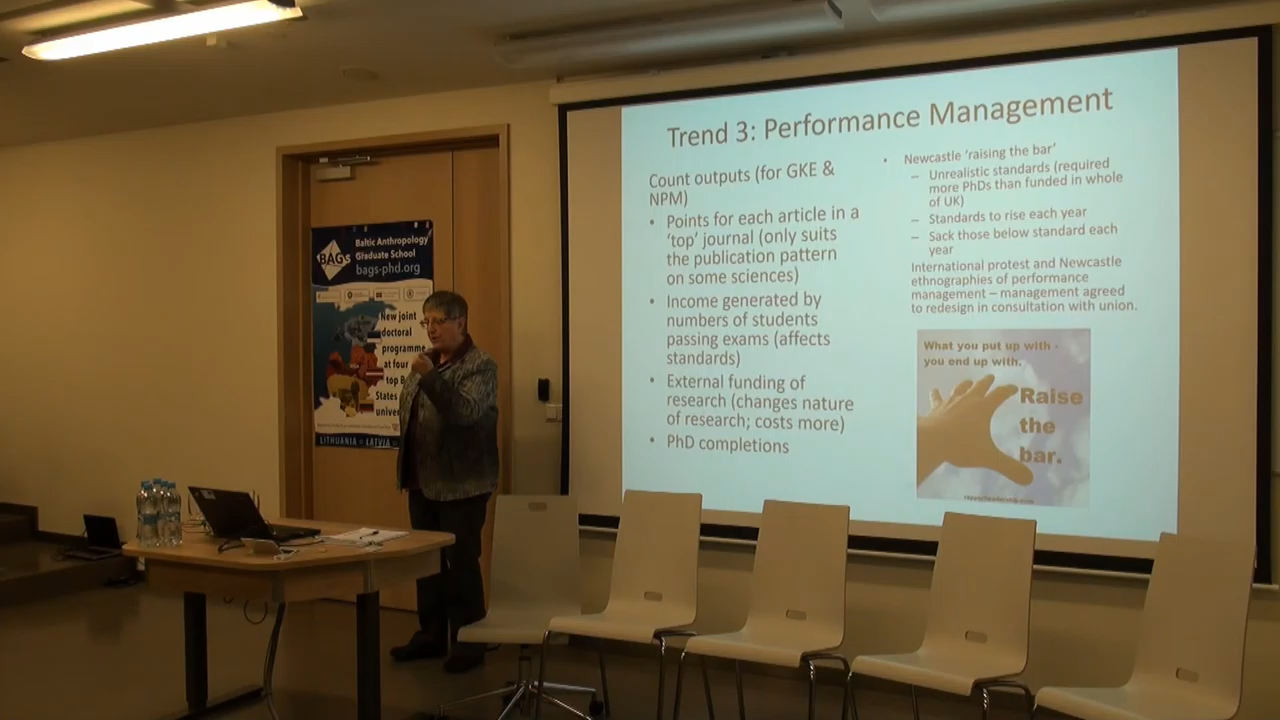 Trend 3: Performance Management
Count outputs (for GKE &
NPM)
• Points for each article in a
'top' journal (only suits
the publication pattern
on some sciences)
• Income generated by
numbers of students
passing exams (affects
standards)
• External funding of
research (changes nature
of research; costs more)
• PhD completions
• Newcastle 'raising the bar'
– Unrealistic standards (required
more PhDs than funded in whole
of UK)
– Standards to rise each year
– Sack those below standard each
year
International protest and Newcastle
ethnographies of performance
management – management agreed
to redesign in consultation with union.
What you put up with -
you end up with.
Raise
the
bar.
BAGs
Baltic Anthropology
Graduate School
bags-phd.org
New joint
doctoral
programme
at four
top
States
LITHUANIA LATVIA